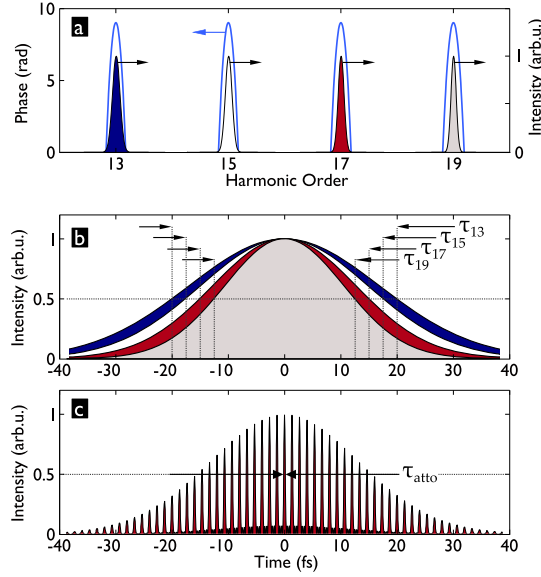 a
10
5
0
Phase (rad)
13
15
17
19
Harmonic Order
1
0
Intensity (arb.u.)
b
1
0.5
0
Intensity (arb.u.)
τ13
τ15
τ17
τ19
-40
-30
-20
-10
0
10
20
30
40
c
1
0.5
0
Intensity (arb.u.)
τatto
-40
-30
-20
-10
0
10
20
30
40
Time (fs)